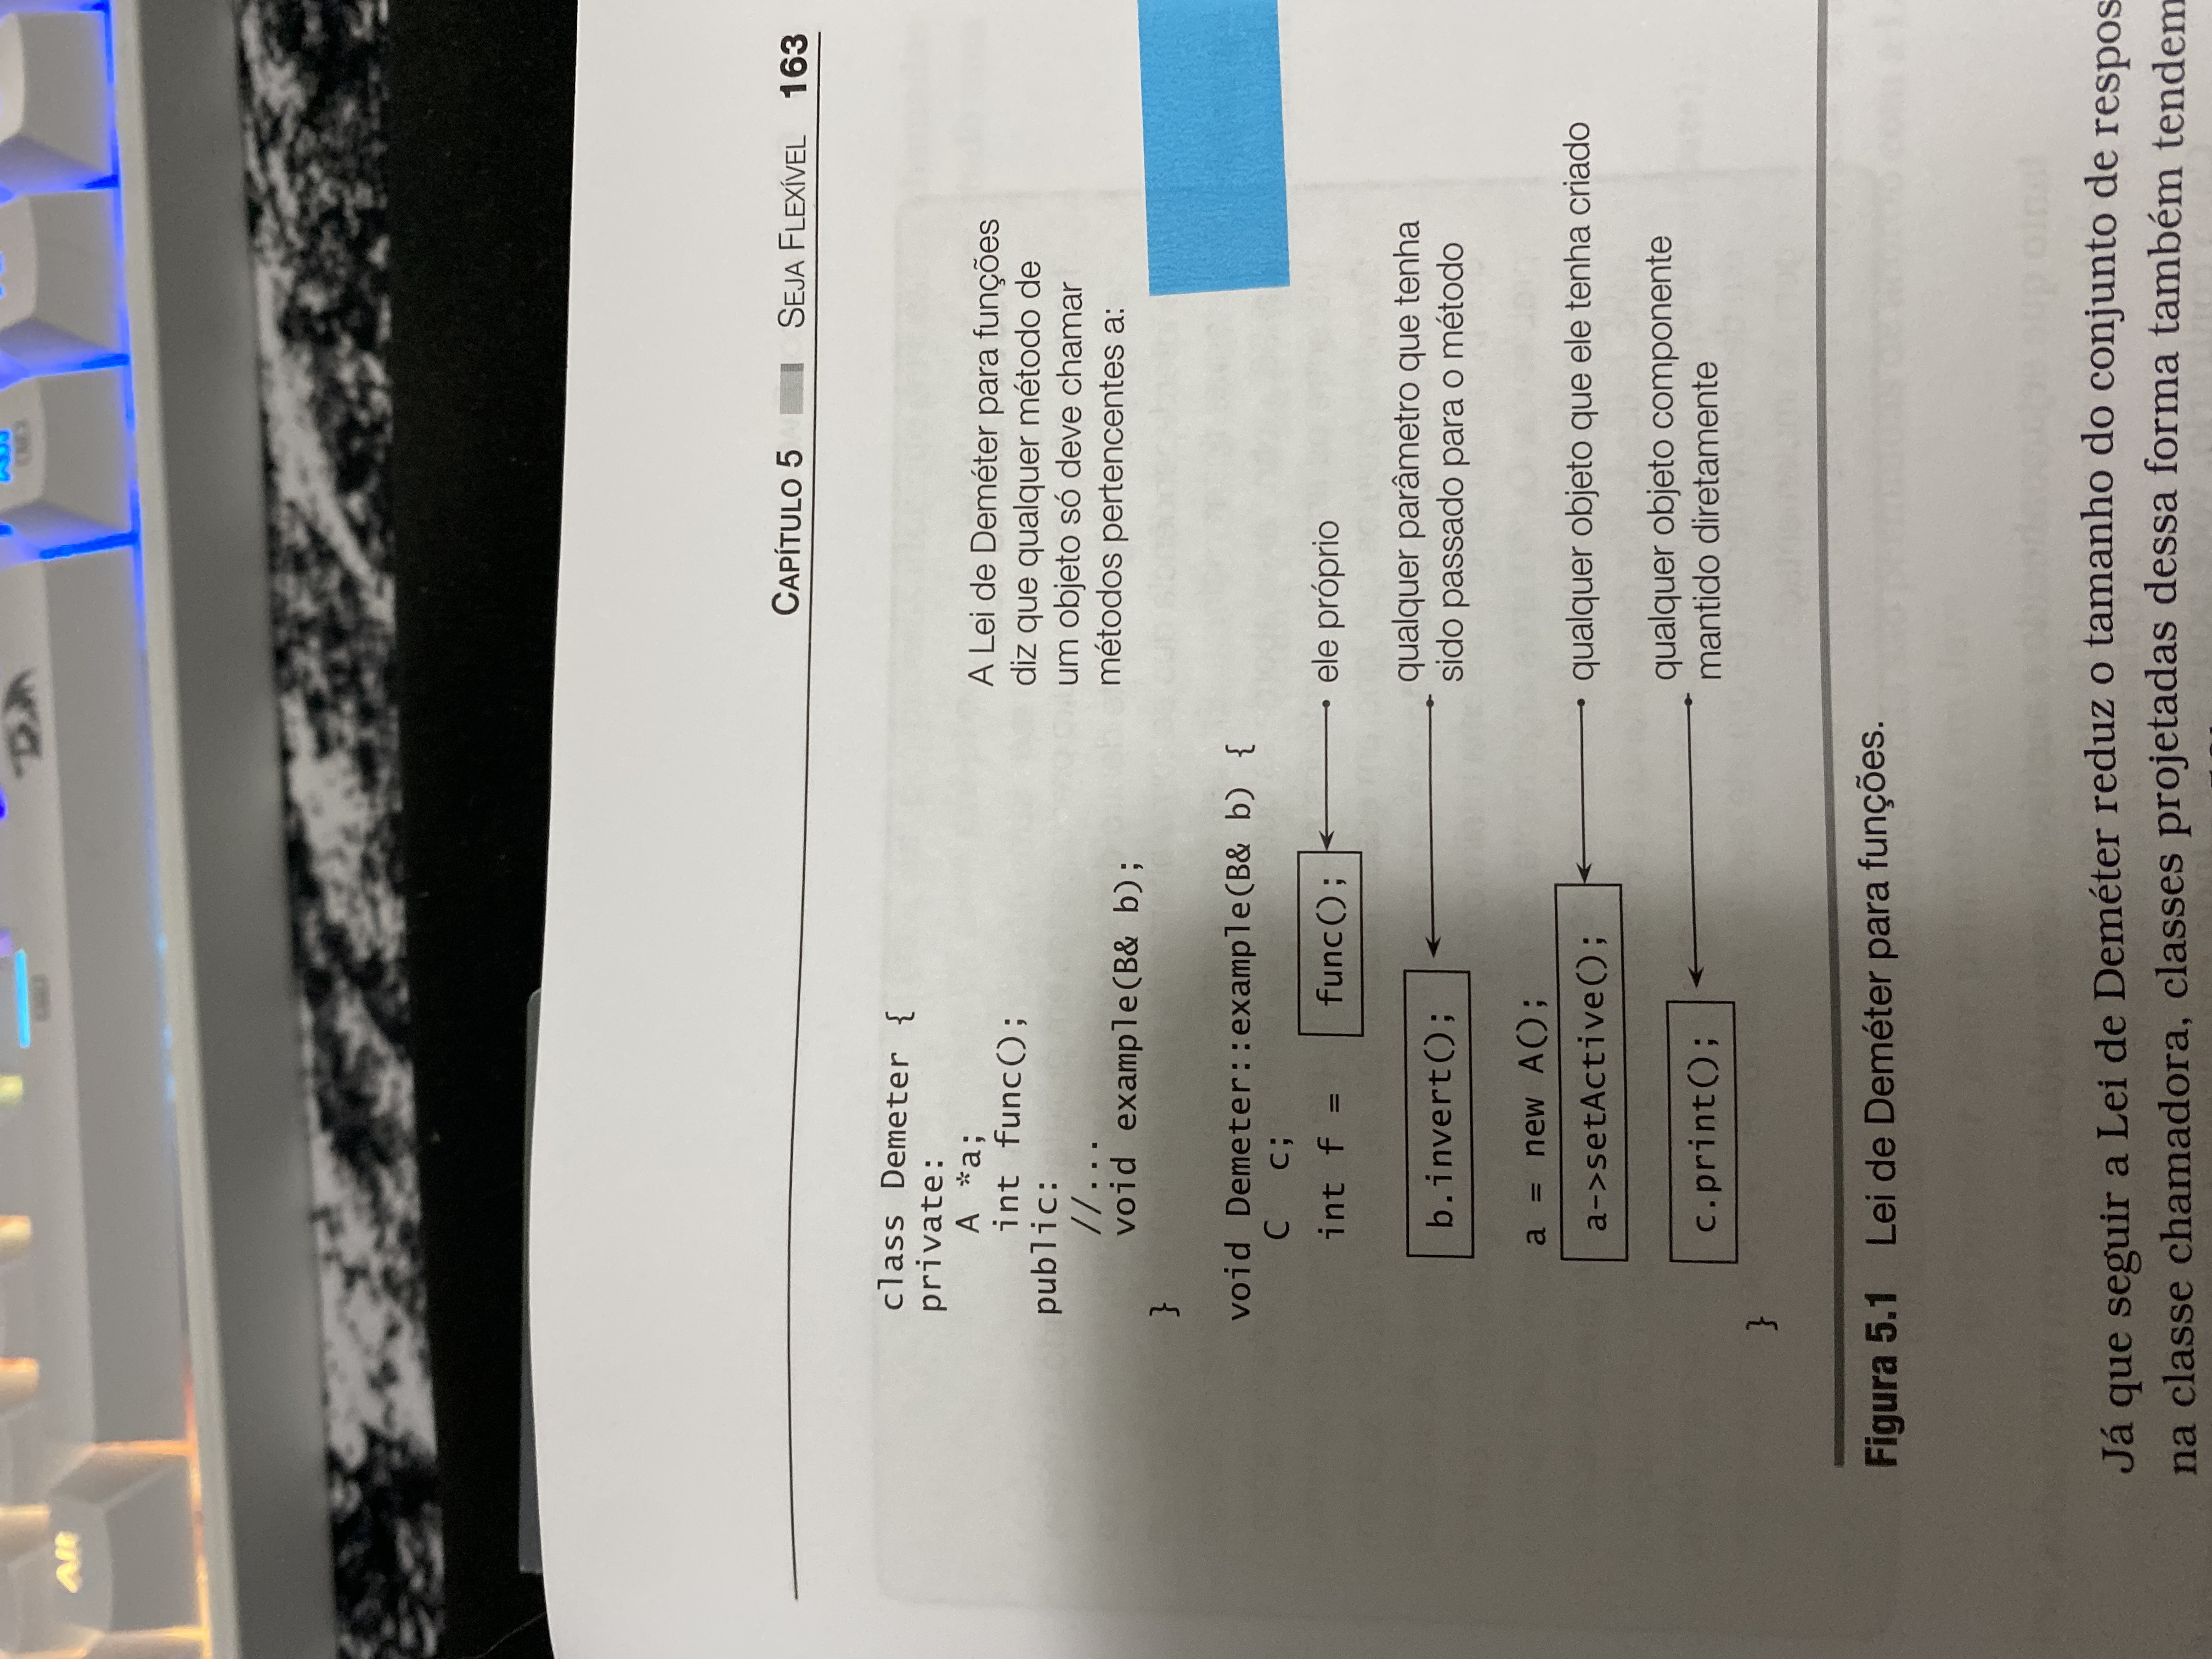 Alt
CAPÍTULO 5 SEJA FLEXÍVEL 163
class Demeter {
private:
A *a;
int func();
public:
//...
void example(B& b);
}
A Lei de Deméter para funções
diz que qualquer método de
um objeto só deve chamar
métodos pertencentes a:
void Demeter::example(B& b) {
C c;
int f = func(); ele próprio
b.invert(); qualquer parâmetro que tenha
sido passado para o método
a = new A();
a->setActive(); qualquer objeto que ele tenha criado
c.print(); qualquer objeto componente
mantido diretamente
}
Figura 5.1 Lei de Deméter para funções.
Já que seguir a Lei de Deméter reduz o tamanho do conjunto de respos
na classe chamadora, classes projetadas dessa forma também tendem